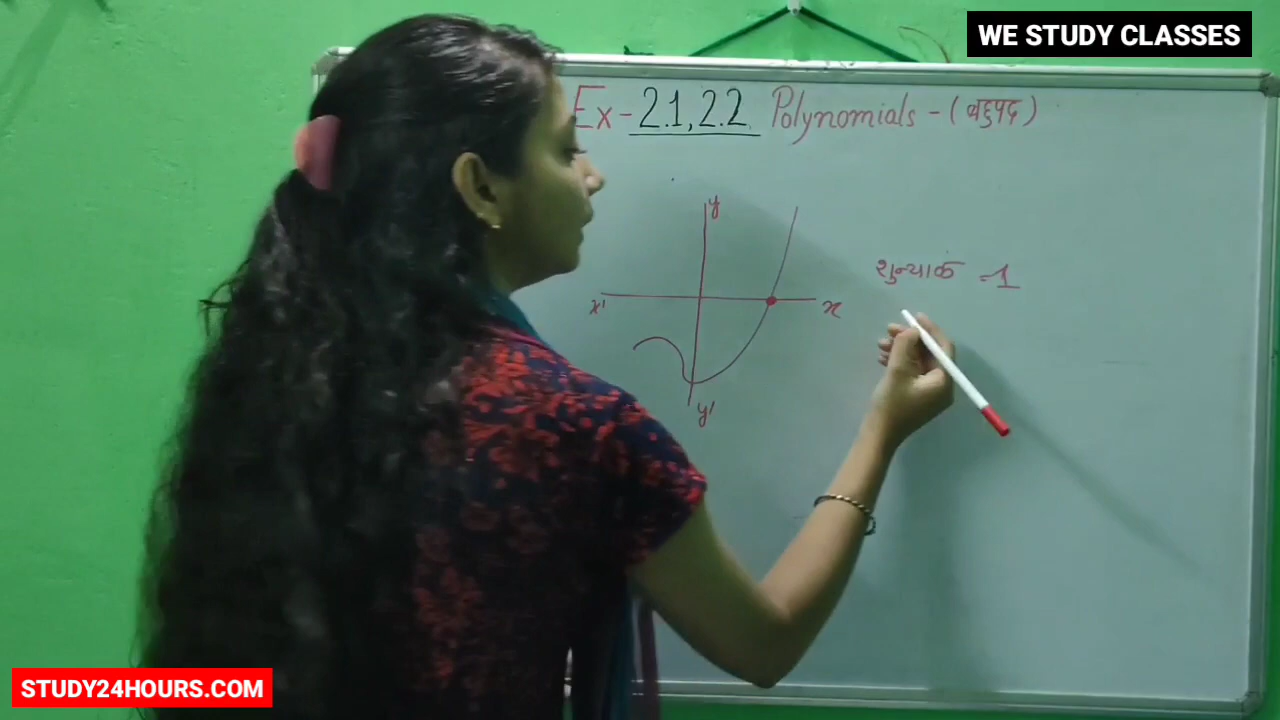 WE STUDY CLASSES
Ex - 2.1, 2.2 Polynomials - (बहुपद)
y
शुन्याक - 1
x' x
y'
STUDY24HOURS.COM